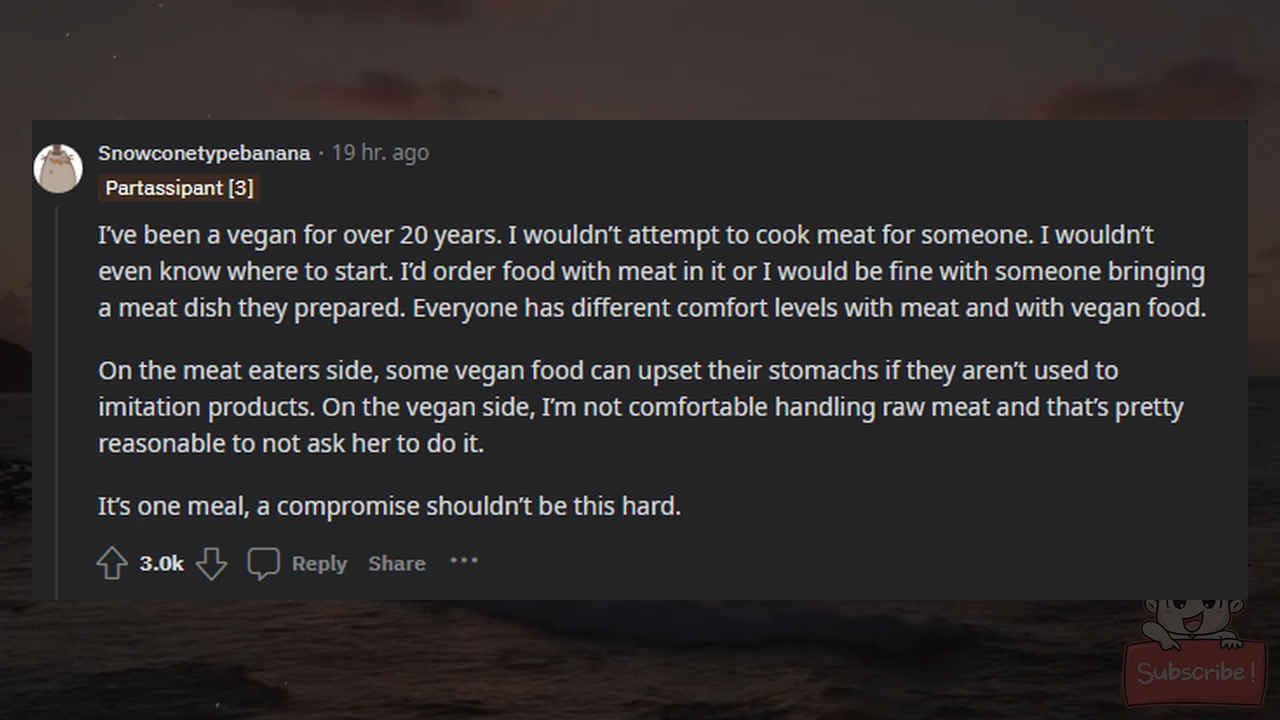 Snowconetypebanana · 19 hr. ago
Partassipant [3]
I’ve been a vegan for over 20 years. I wouldn’t attempt to cook meat for someone. I wouldn’t
even know where to start. I’d order food with meat in it or I would be fine with someone bringing
a meat dish they prepared. Everyone has different comfort levels with meat and with vegan food.
On the meat eaters side, some vegan food can upset their stomachs if they aren’t used to
imitation products. On the vegan side, I’m not comfortable handling raw meat and that’s pretty
reasonable to not ask her to do it.
It’s one meal, a compromise shouldn’t be this hard.
3.0k Reply Share ···
Subscribe!